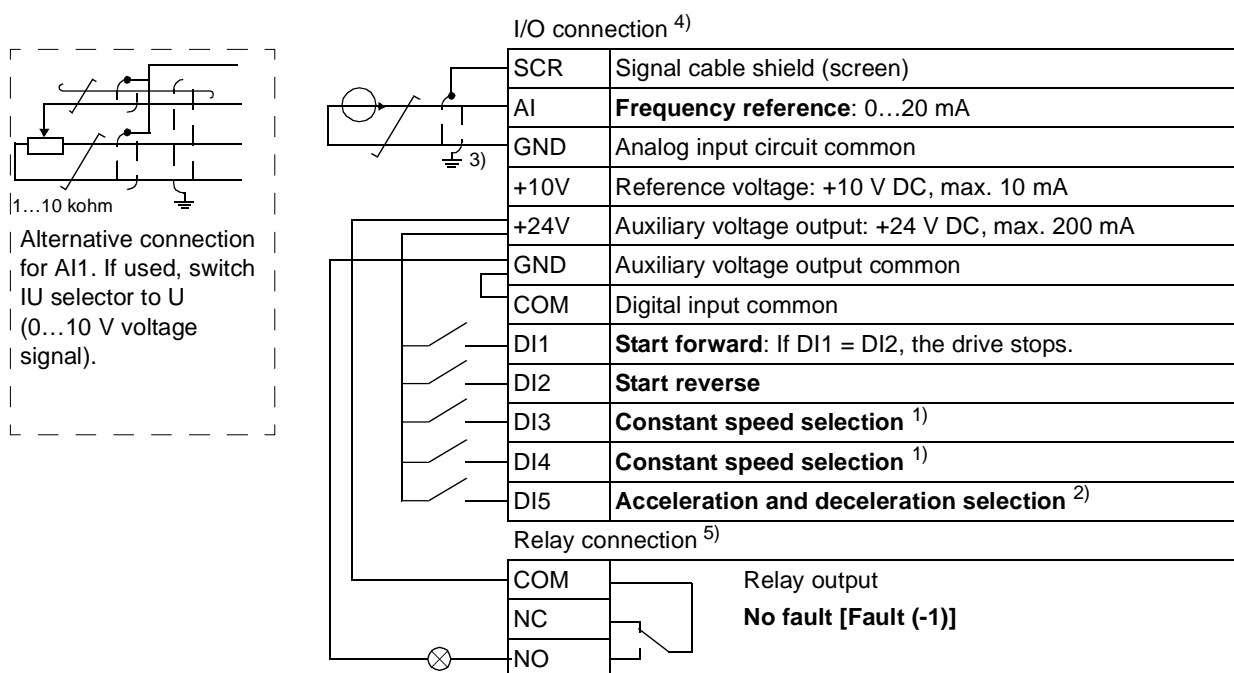 I/O connection 4)
SCR Signal cable shield (screen)
AI Frequency reference: 0…20 mA
GND Analog input circuit common
3)
+10V Reference voltage: +10 V DC, max. 10 mA
+24V Auxiliary voltage output: +24 V DC, max. 200 mA
GND Auxiliary voltage output common
COM Digital input common
DI1 Start forward: If DI1 = DI2, the drive stops.
DI2 Start reverse
DI3 Constant speed selection 1)
DI4 Constant speed selection 1)
DI5 Acceleration and deceleration selection 2)
1…10 kohm
Alternative connection
for AI1. If used, switch
IU selector to U
(0…10 V voltage
signal).
Relay connection 5)
COM Relay output
NC No fault [Fault (-1)]
NO